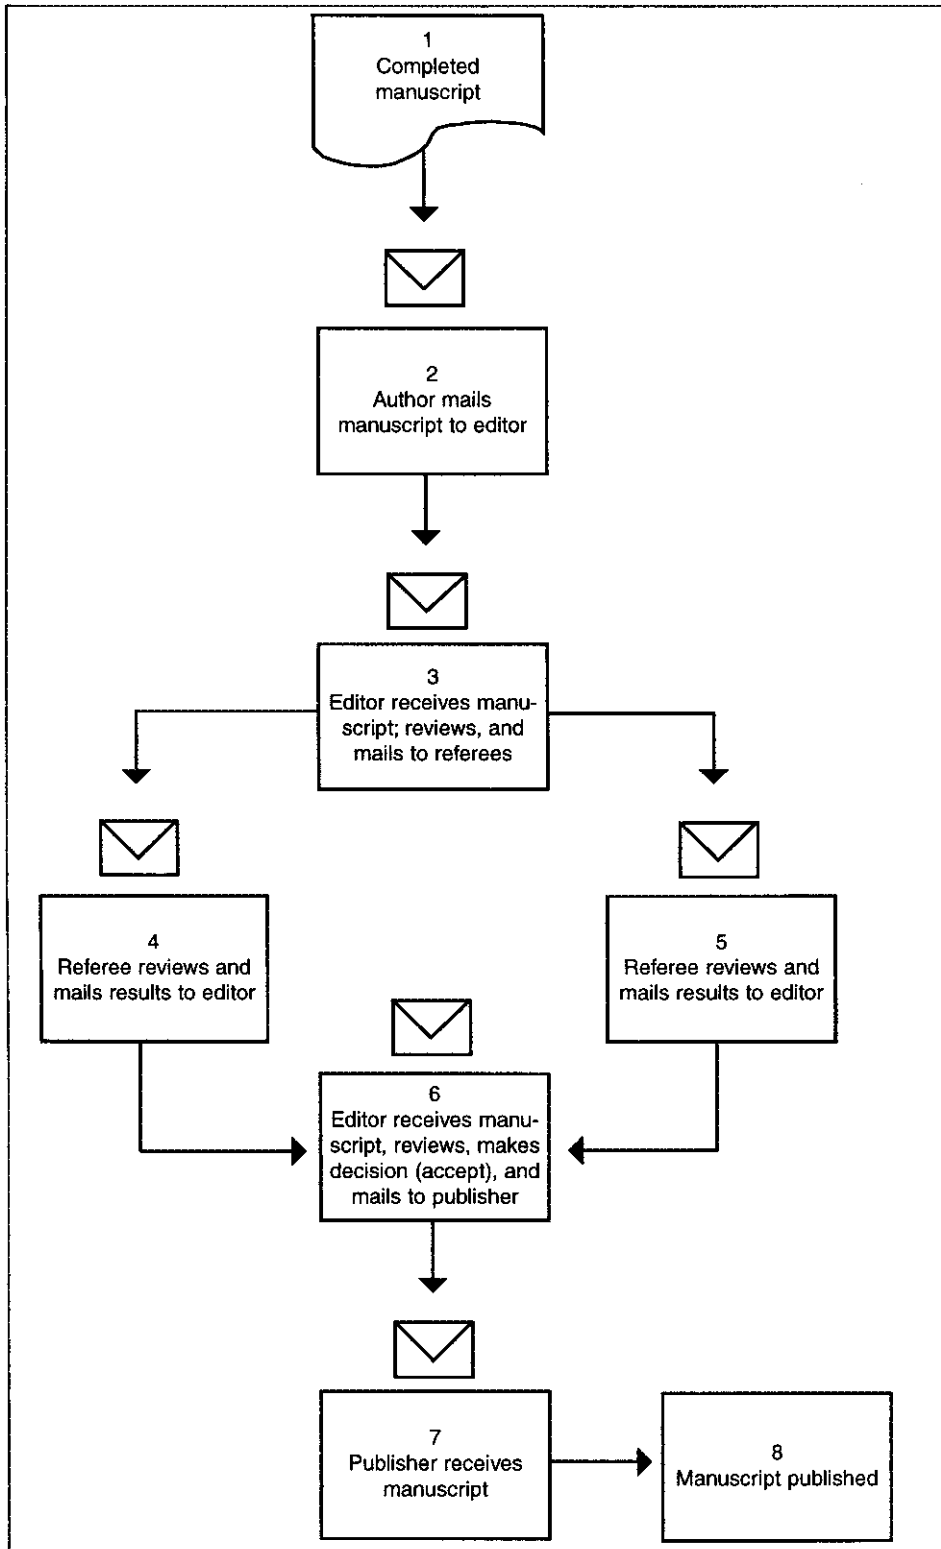 1
Completed
manuscript
2
Author mails
manuscript to editor
3
Editor receives manu-
script; reviews, and
mails to referees
4
Referee reviews and
mails results to editor
5
Referee reviews and
mails results to editor
6
Editor receives manu-
script, reviews, makes
decision (accept), and
mails to publisher
7
Publisher receives
manuscript
8
Manuscript published